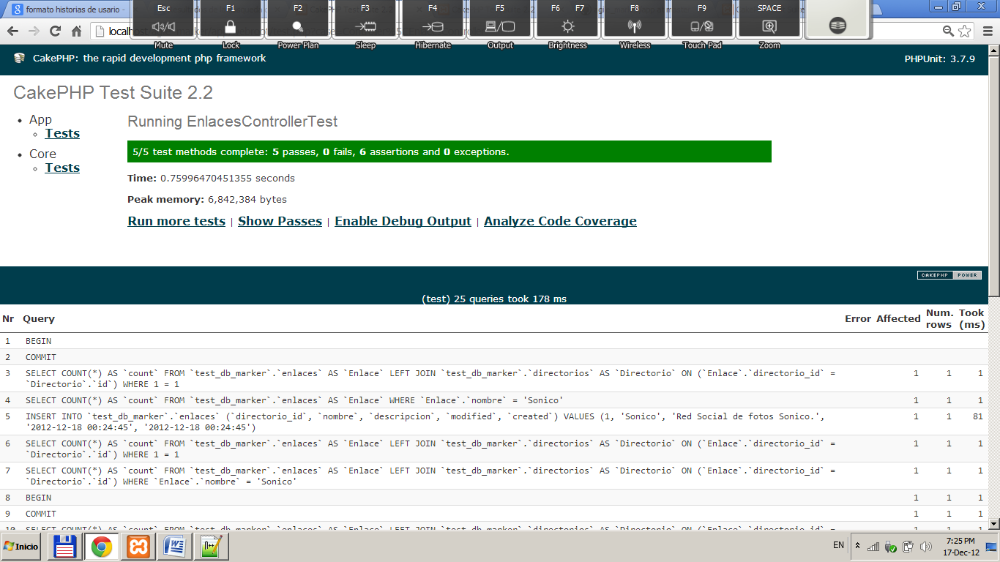 formato historias de usuario -
Esc F1 F2 F3 F4 F5 F6 F7 F8 F9 SPACE
Mute Lock Power Plan Sleep Hibernate Output Brightness Wireless Touch Pad Zoom
CakePHP: the rapid development php framework
PHPUnit: 3.7.9
CakePHP Test Suite 2.2
App
Tests
Core
Tests
Running EnlacesControllerTest
5/5 test methods complete: 5 passes, 0 fails, 6 assertions and 0 exceptions.
Time: 0.75996470451355 seconds
Peak memory: 6,842,384 bytes
Run more tests | Show Passes | Enable Debug Output | Analyze Code Coverage
CAKEPHP POWER
(test) 25 queries took 178 ms
Nr Query Error Affected Num. rows Took (ms)
1 BEGIN
2 COMMIT
3 SELECT COUNT(*) AS `count` FROM `test_db_marker`.`enlaces` AS `Enlace` LEFT JOIN `test_db_marker`.`directorios` AS `Directorio` ON (`Enlace`.`directorio_id` = 1 1 1
`Directorio`.`id`) WHERE 1 = 1
4 SELECT COUNT(*) AS `count` FROM `test_db_marker`.`enlaces` AS `Enlace` WHERE `Enlace`.`nombre` = 'Sonico' 1 1 1
5 INSERT INTO `test_db_marker`.`enlaces` (`directorio_id`, `nombre`, `descripcion`, `modified`, `created`) VALUES (1, 'Sonico', 'Red Social de fotos Sonico.', 1 1 81
'2012-12-18 00:24:45', '2012-12-18 00:24:45')
6 SELECT COUNT(*) AS `count` FROM `test_db_marker`.`enlaces` AS `Enlace` LEFT JOIN `test_db_marker`.`directorios` AS `Directorio` ON (`Enlace`.`directorio_id` = 1 1 1
`Directorio`.`id`) WHERE 1 = 1
7 SELECT COUNT(*) AS `count` FROM `test_db_marker`.`enlaces` AS `Enlace` LEFT JOIN `test_db_marker`.`directorios` AS `Directorio` ON (`Enlace`.`directorio_id` = 1 1 1
`Directorio`.`id`) WHERE `Enlace`.`nombre` = 'Sonico'
8 BEGIN 1 1 1
9 COMMIT 1 1 1
10 SELECT COUNT(*) AS `count` FROM `test_db_marker`.`enlaces` AS `Enlace` LEFT JOIN `test_db_marker`.`directorios` AS `Directorio` ON (`Enlace`.`directorio_id` = 1 1 1
Inicio
EN
7:25 PM
17-Dec-12